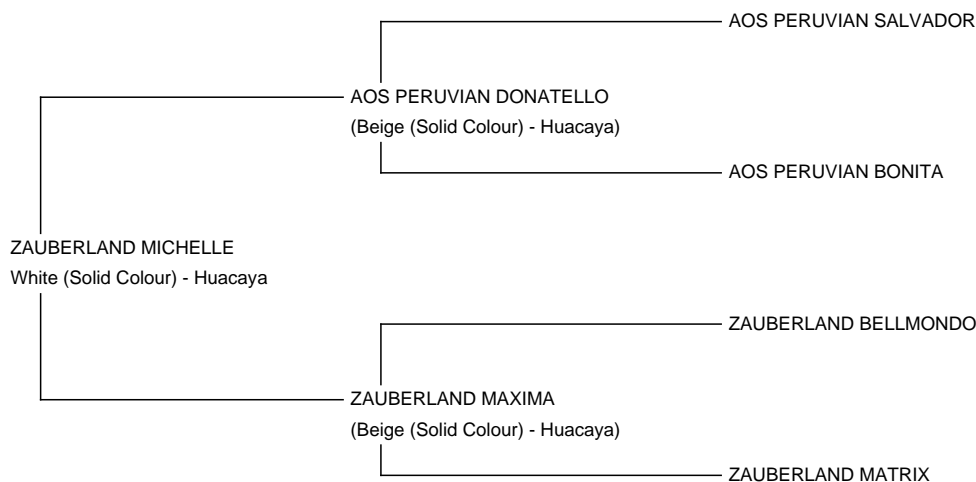 AOS PERUVIAN SALVADOR
AOS PERUVIAN DONATELLO
(Beige (Solid Colour) - Huacaya)
AOS PERUVIAN BONITA
ZAUBERLAND MICHELLE
White (Solid Colour) - Huacaya
ZAUBERLAND BELLMONDO
ZAUBERLAND MAXIMA
(Beige (Solid Colour) - Huacaya)
ZAUBERLAND MATRIX